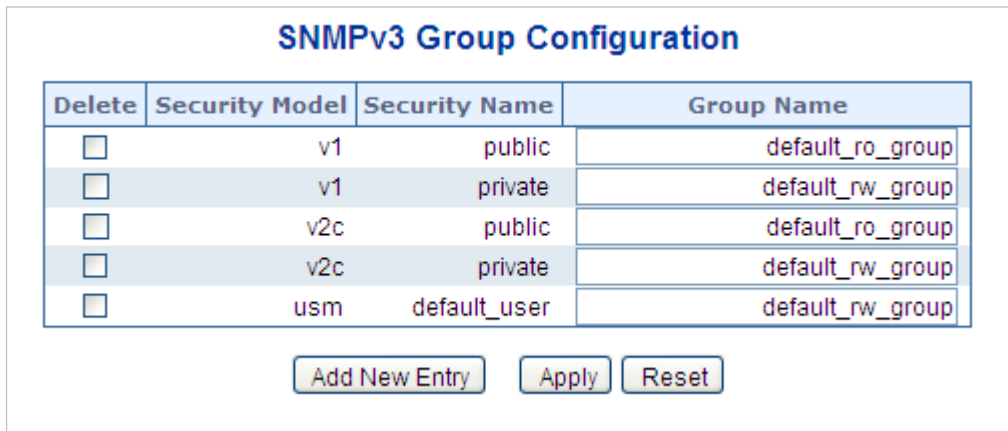 SNMPv3 Group Configuration
Delete Security Model Security Name Group Name
v1 public default_ro_group
v1 private default_rw_group
v2c public default_ro_group
v2c private default_rw_group
usm default_user default_rw_group
Add New Entry Apply Reset